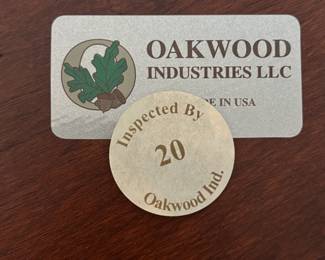 OAKWOOD
INDUSTRIES LLC
IN USA
Inspected By
20
Oakwood Ind.